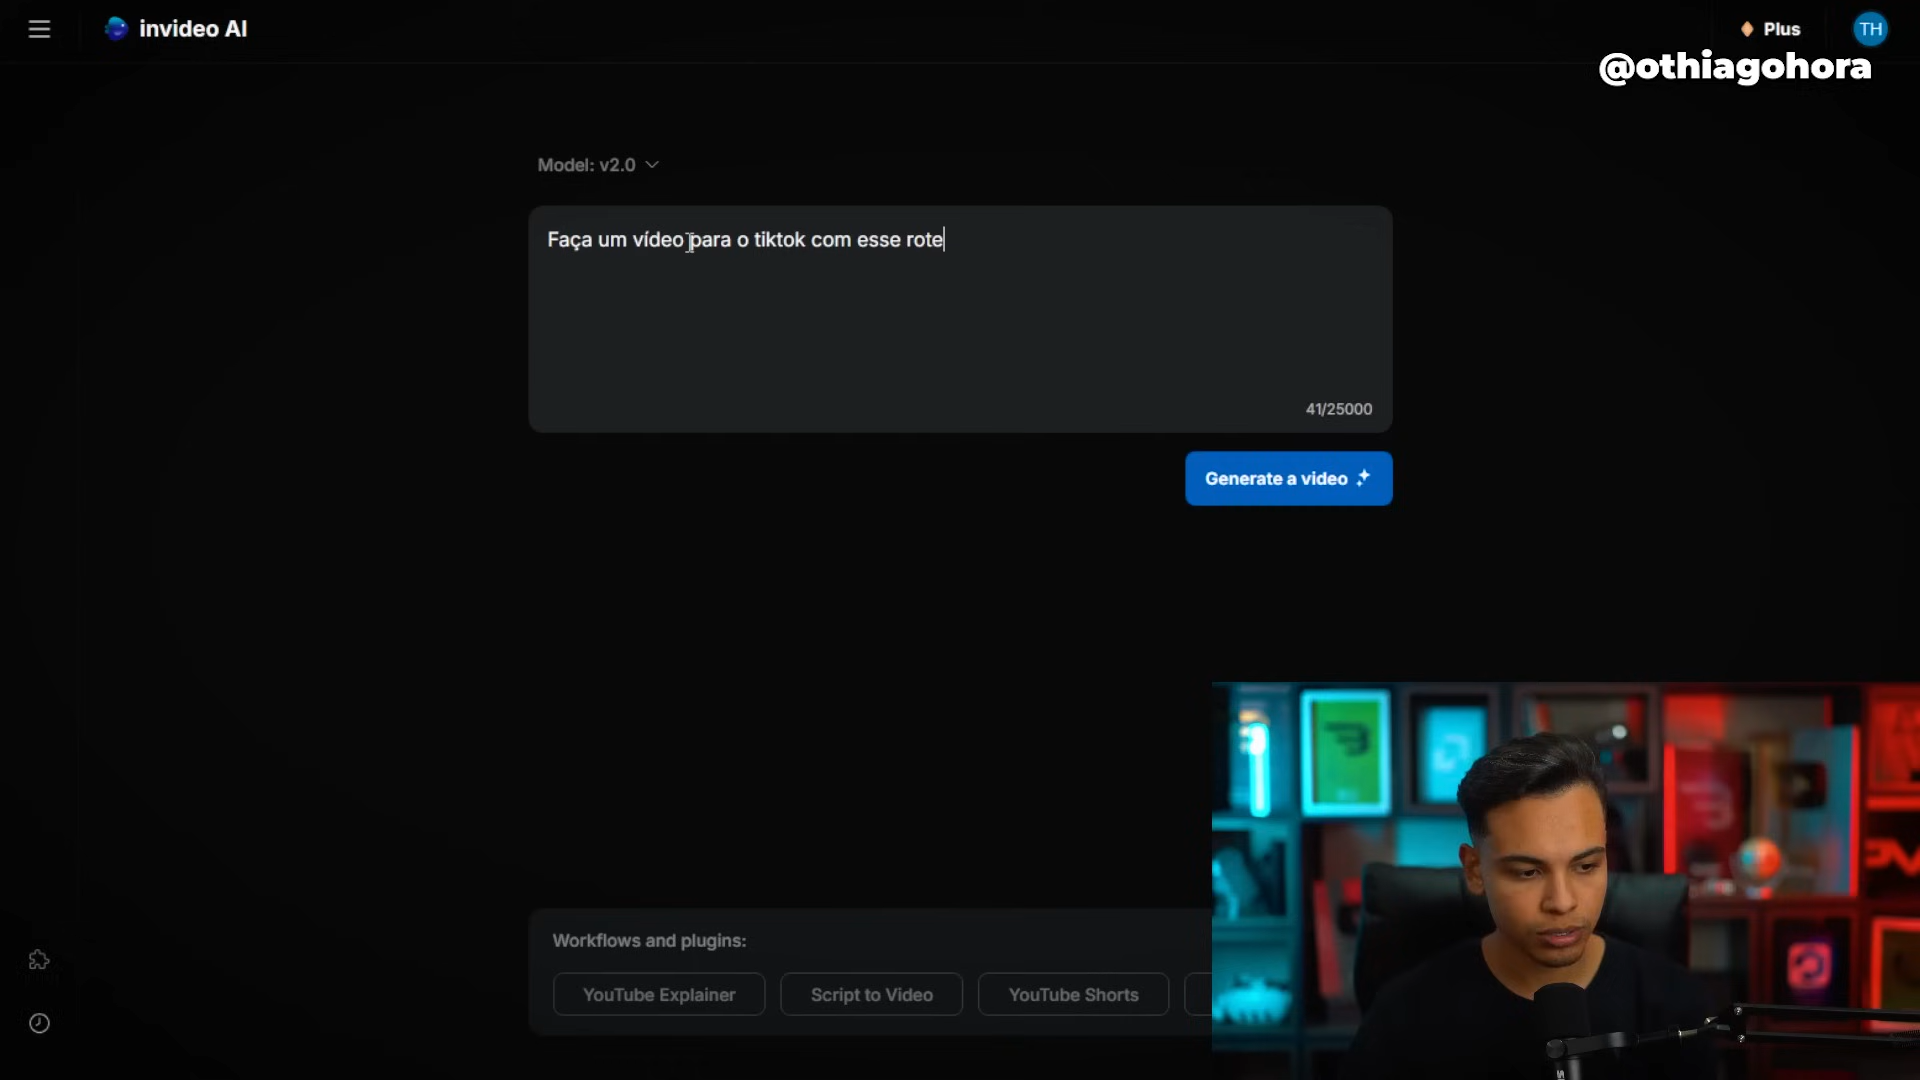 invideo AI
Plus
TH
@othiagohora
Model: v2.0
Faça um vídeo para o tiktok com esse rote
41/25000
Generate a video
Workflows and plugins:
YouTube Explainer
Script to Video
YouTube Shorts